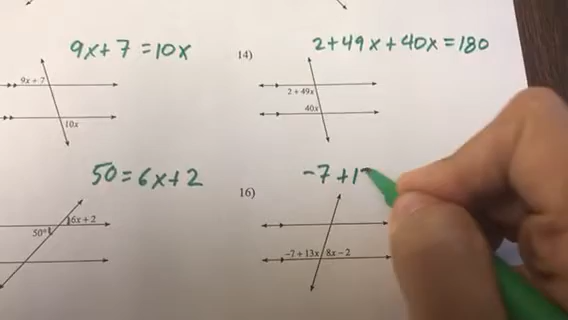 9x+7 =10x
14)
2+49x+40x=180
9x + 7
10x
2 + 49x
40x
50=6x+2
16)
-7+1
50°
6x + 2
-7 + 13x
8x - 2